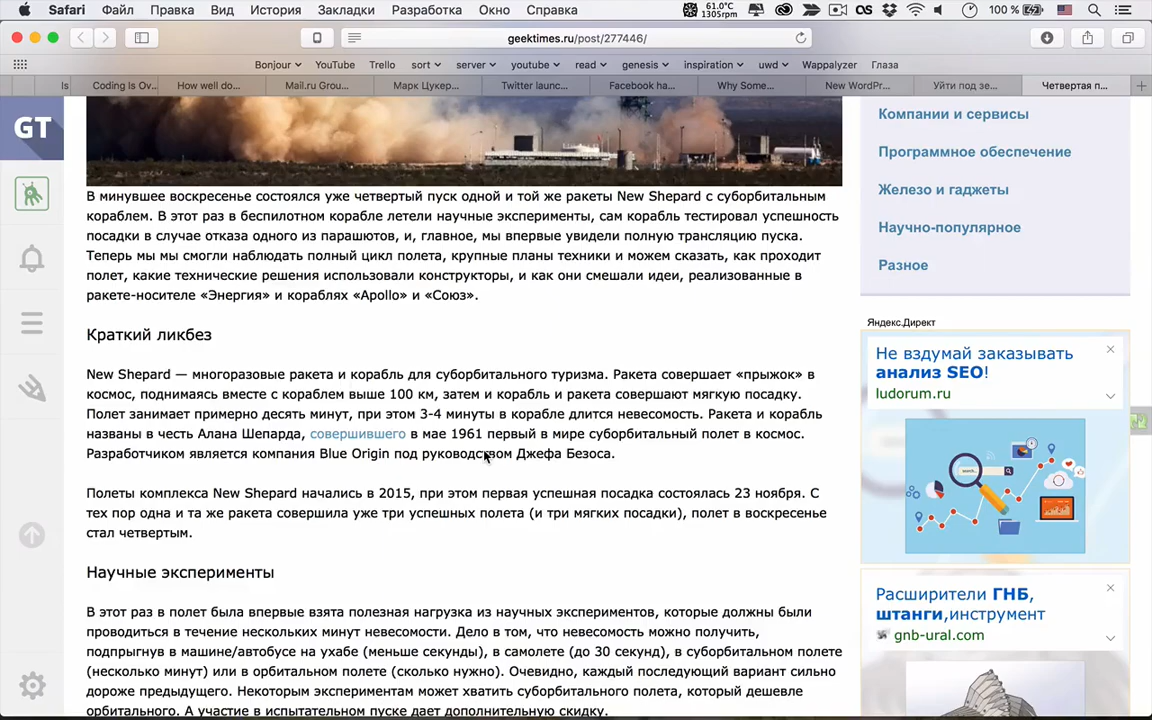 Safari Файл Правка Вид История Закладки Разработка Окно Справка 61.0°C 1305rpm 100 %
geektimes.ru/post/277446/
Bonjour YouTube Trello sort server youtube read genesis inspiration uwd Wappalyzer Глаза
Is Coding Is Ov... How well do... Mail.ru Grou... Марк Цукер... Twitter launc... Facebook ha... Why Some... New WordPr... Уйти под зе... Четвертая п...
GT
Компании и сервисы
Программное обеспечение
Железо и гаджеты
Научно-популярное
Разное
В минувшее воскресенье состоялся уже четвертый пуск одной и той же ракеты New Shepard с суборбитальным
кораблем. В этот раз в беспилотном корабле летели научные эксперименты, сам корабль тестировал успешность
посадки в случае отказа одного из парашютов, и, главное, мы впервые увидели полную трансляцию пуска.
Теперь мы мы смогли наблюдать полный цикл полета, крупные планы техники и можем сказать, как проходит
полет, какие технические решения использовали конструкторы, и как они смешали идеи, реализованные в
ракете-носителе «Энергия» и кораблях «Apollo» и «Союз».
Краткий ликбез
New Shepard — многоразовые ракета и корабль для суборбитального туризма. Ракета совершает «прыжок» в
космос, поднимаясь вместе с кораблем выше 100 км, затем и корабль и ракета совершают мягкую посадку.
Полет занимает примерно десять минут, при этом 3-4 минуты в корабле длится невесомость. Ракета и корабль
названы в честь Алана Шепарда, совершившего в мае 1961 первый в мире суборбитальный полет в космос.
Разработчиком является компания Blue Origin под руководством Джефа Безоса.
Полеты комплекса New Shepard начались в 2015, при этом первая успешная посадка состоялась 23 ноября. С
тех пор одна и та же ракета совершила уже три успешных полета (и три мягких посадки), полет в воскресенье
стал четвертым.
Научные эксперименты
В этот раз в полет была впервые взята полезная нагрузка из научных экспериментов, которые должны были
проводиться в течение нескольких минут невесомости. Дело в том, что невесомость можно получить,
подпрыгнув в машине/автобусе на ухабе (меньше секунды), в самолете (до 30 секунд), в суборбитальном полете
(несколько минут) или в орбитальном полете (сколько нужно). Очевидно, каждый последующий вариант сильно
дороже предыдущего. Некоторым экспериментам может хватить суборбитального полета, который дешевле
орбитального. А участие в испытательном пуске дает дополнительную скидку.
Яндекс.Директ
Не вздумай заказывать
анализ SEO!
ludorum.ru
search...
Расширители ГНБ,
штанги,инструмент
gnb-ural.com